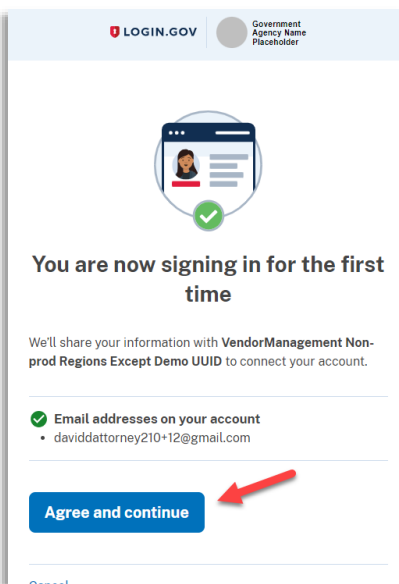 LOGIN.GOV
Government
Agency Name
Placeholder
You are now signing in for the first
time
We'll share your information with VendorManagement Non-
prod Regions Except Demo UUID to connect your account.
Email addresses on your account
• daviddattorney210+12@gmail.com
Agree and continue
Cancel